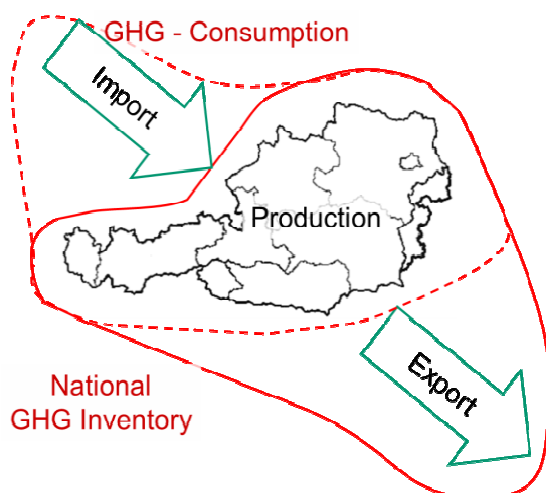 GHG - Consumption
Import
Production
Export
National
GHG Inventory